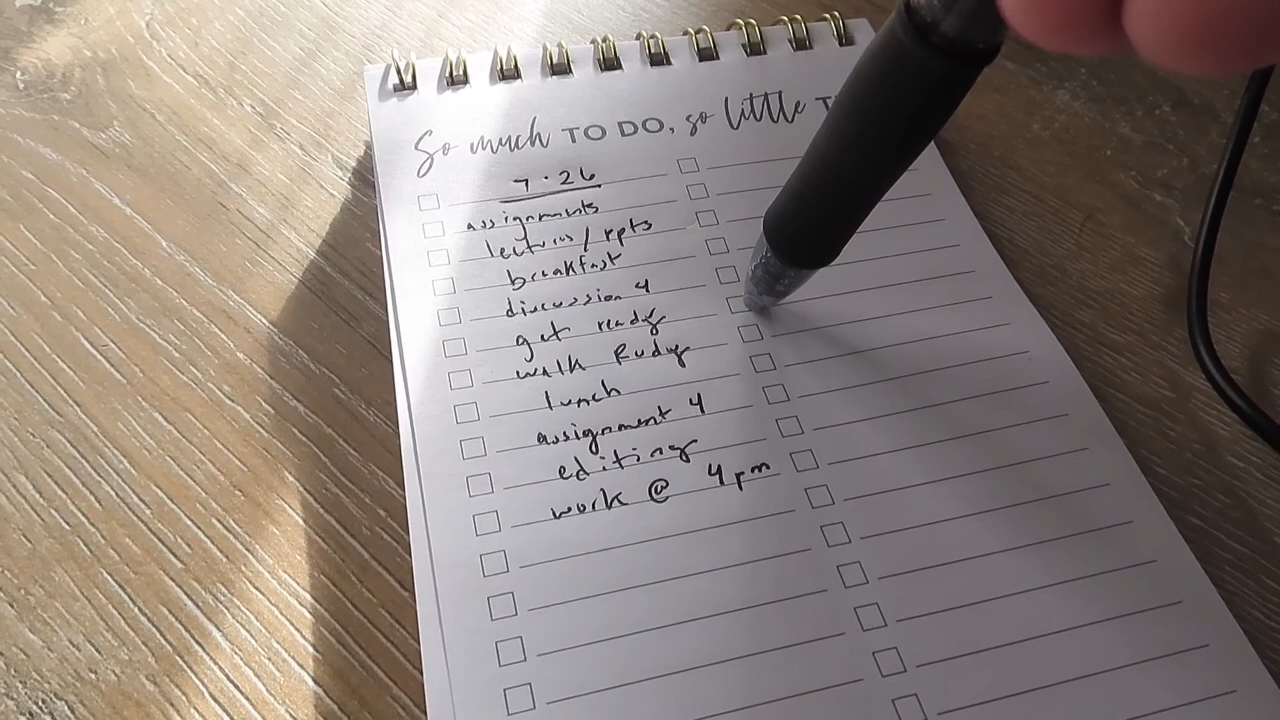 So much TO DO, so little T
7.26
assignments
lectures/rpts
breakfast
discussion 4
get ready
walk Rudy
lunch
assignment 4
editing
work @ 4pm